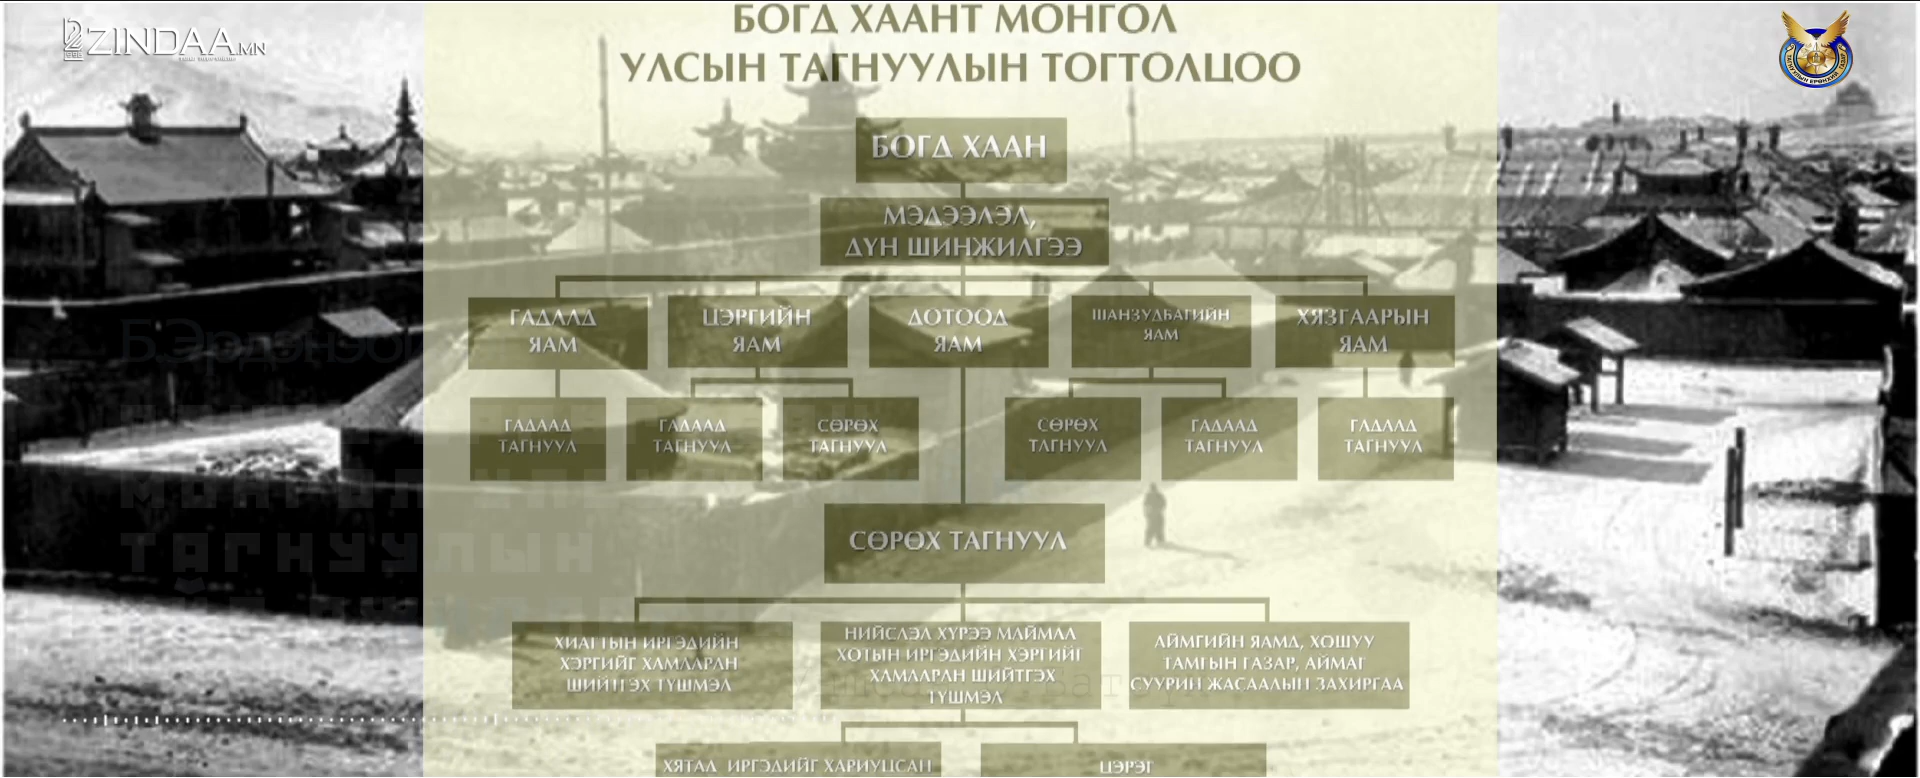 ZINDAA.MN
БОГД ХААНТ МОНГОЛ
УЛСЫН ТАГНУУЛЫН ТОГТОЛЦОО
ТАГНУУЛЫН ЕРӨНХИЙ ГАЗАР
БОГД ХААН
МЭДЭЭЛЭЛ,
ДҮН ШИНЖИЛГЭЭ
ГАДААД
ЯАМ
ЦЭРГИЙН
ЯАМ
ДОТООД
ЯАМ
ШАНЗУДБАГИЙН
ЯАМ
ХЯЗГААРЫН
ЯАМ
ГАДААД
ТАГНУУЛ
ГАДААД
ТАГНУУЛ
СӨРӨХ
ТАГНУУЛ
СӨРӨХ
ТАГНУУЛ
ГАДААД
ТАГНУУЛ
ГАДААД
ТАГНУУЛ
СӨРӨХ ТАГНУУЛ
ХИАГТЫН ИРГЭДИЙН
ХЭРГИЙГ ХАМААРАН
ШИЙТГЭХ ТҮШМЭЛ
НИЙСЛЭЛ ХҮРЭЭ МАЙМАА
ХОТЫН ИРГЭДИЙН ХЭРГИЙГ
ХАМААРАН ШИЙТГЭХ
ТҮШМЭЛ
АЙМГИЙН ЯАМД, ХОШУУ
ТАМГЫН ГАЗАР, АЙМАГ
СУУРИН ЖАСААЛЫН ЗАХИРГАА
ХЯТАД ИРГЭДИЙГ ХАРИУЦСАН
ЦЭРЭГ